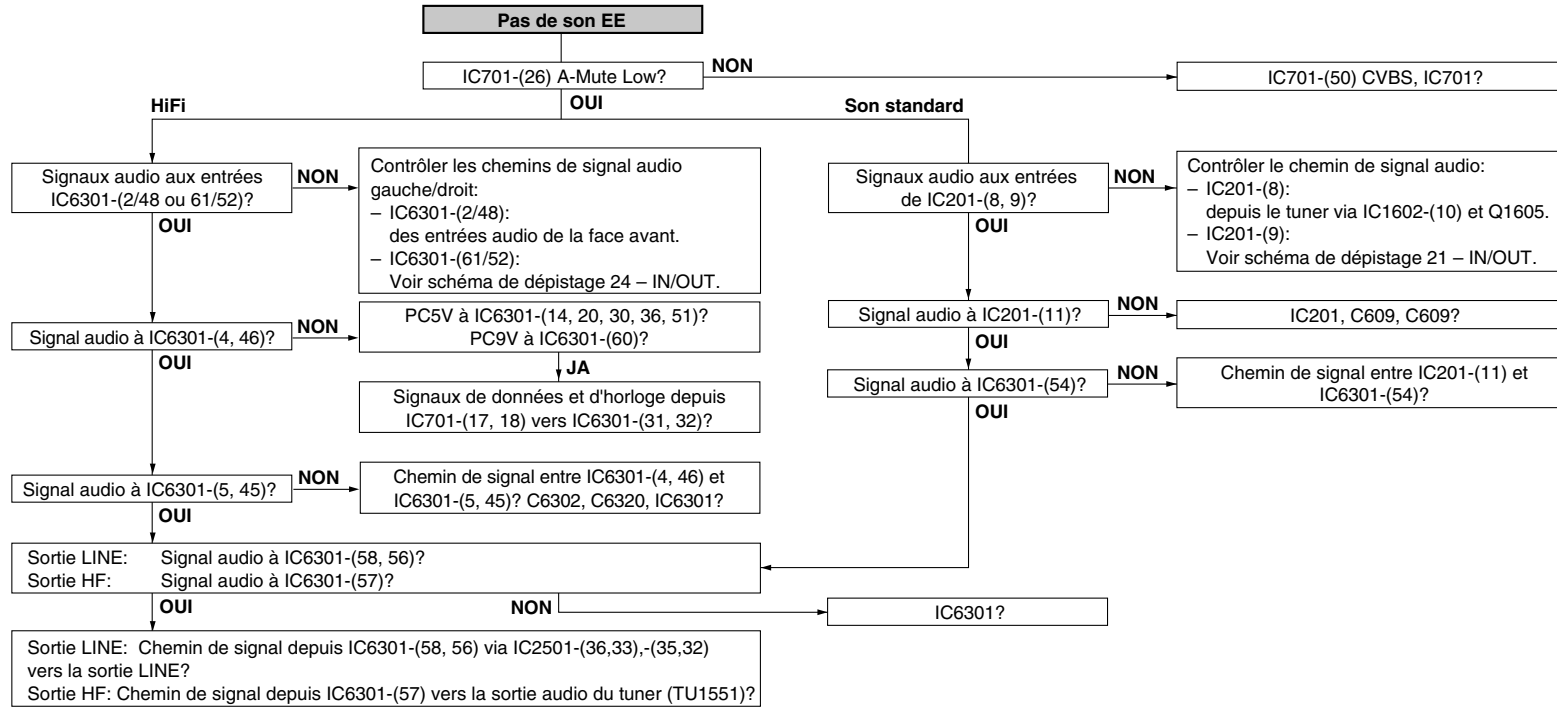 Pas de son EE
IC701-(26) A-Mute Low?
NON
IC701-(50) CVBS, IC701?
OUI
HiFi
Son standard
Signaux audio aux entrées
IC6301-(2/48 ou 61/52)?
NON
Contrôler les chemins de signal audio
gauche/droit:
– IC6301-(2/48):
des entrées audio de la face avant.
– IC6301-(61/52):
Voir schéma de dépistage 24 – IN/OUT.
OUI
Signaux audio aux entrées
de IC201-(8, 9)?
NON
Contrôler le chemin de signal audio:
– IC201-(8):
depuis le tuner via IC1602-(10) et Q1605.
– IC201-(9):
Voir schéma de dépistage 21 – IN/OUT.
OUI
Signal audio à IC6301-(4, 46)?
NON
PC5V à IC6301-(14, 20, 30, 36, 51)?
PC9V à IC6301-(60)?
OUI
JA
Signaux de données et d'horloge depuis
IC701-(17, 18) vers IC6301-(31, 32)?
Signal audio à IC201-(11)?
NON
IC201, C609, C609?
OUI
Signal audio à IC6301-(54)?
NON
Chemin de signal entre IC201-(11) et
IC6301-(54)?
OUI
Signal audio à IC6301-(5, 45)?
NON
Chemin de signal entre IC6301-(4, 46) et
IC6301-(5, 45)? C6302, C6320, IC6301?
OUI
Sortie LINE: Signal audio à IC6301-(58, 56)?
Sortie HF: Signal audio à IC6301-(57)?
OUI
NON
IC6301?
Sortie LINE: Chemin de signal depuis IC6301-(58, 56) via IC2501-(36,33),-(35,32)
vers la sortie LINE?
Sortie HF: Chemin de signal depuis IC6301-(57) vers la sortie audio du tuner (TU1551)?